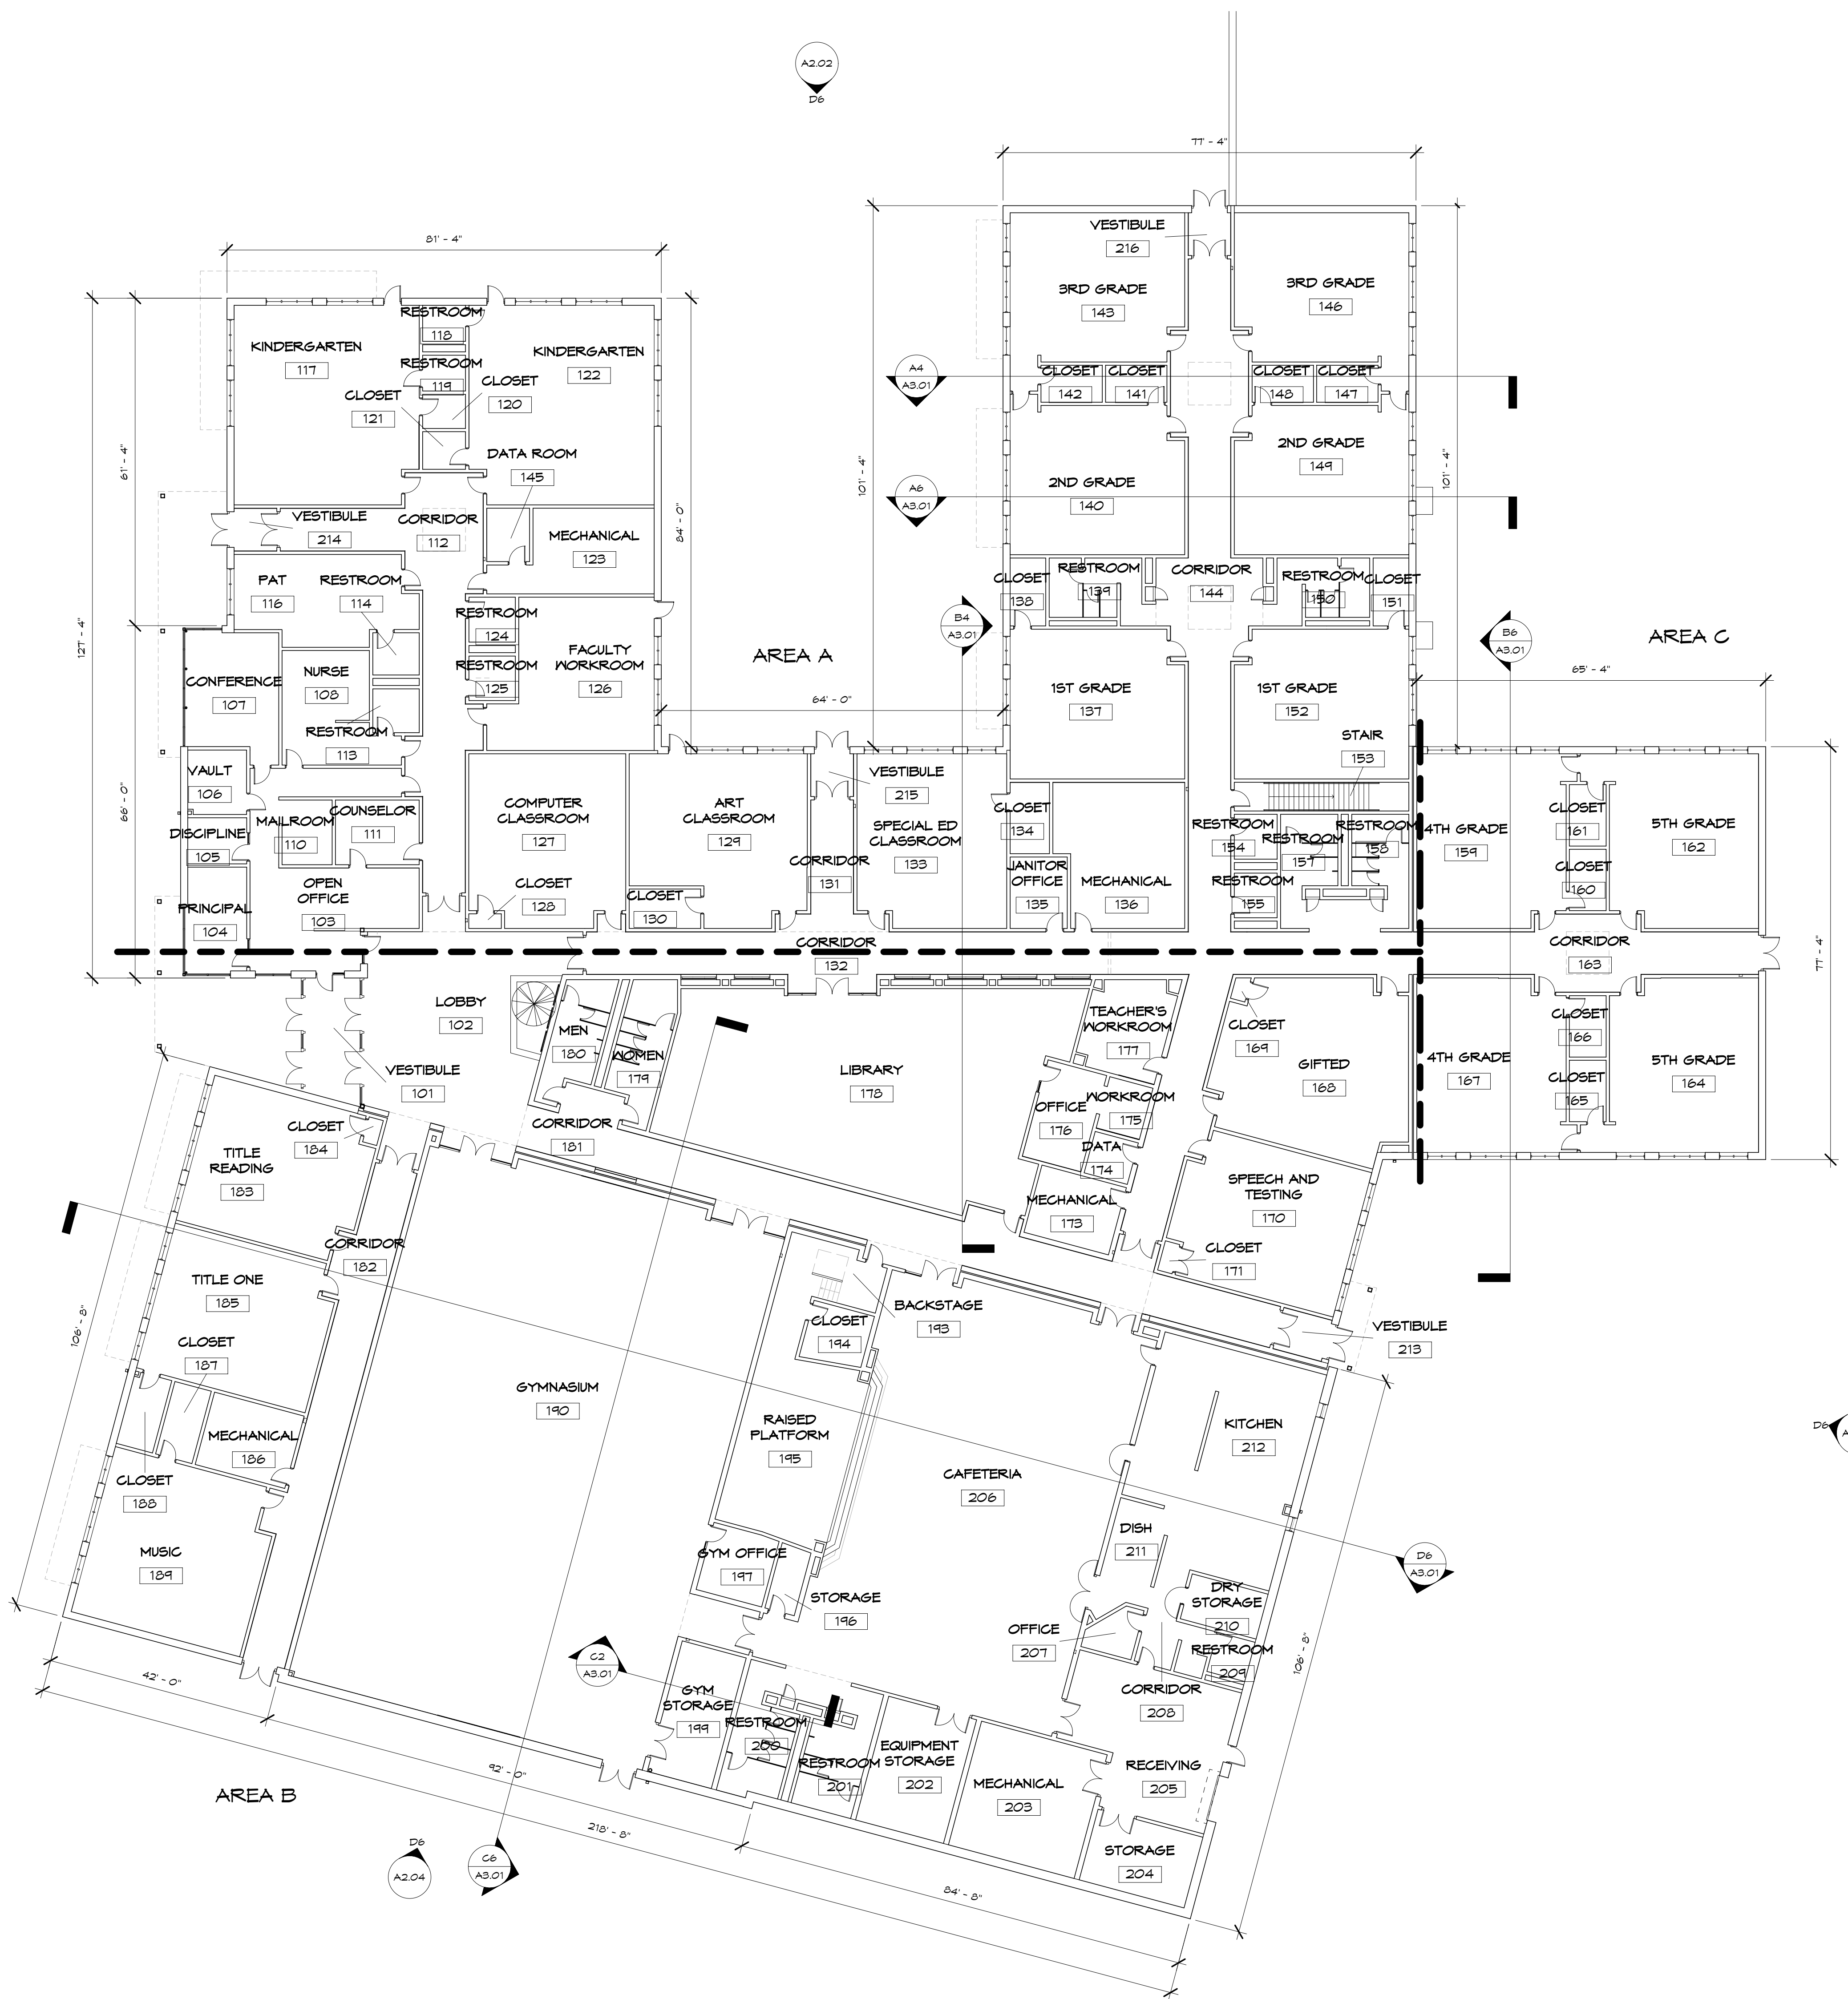 A2.02
D6
77' - 4"
81' - 4"
127' - 4"
61' - 4"
66' - 0"
84' - 0"
101' - 4"
101' - 4"
64' - 0"
65' - 4"
77' - 4"
VESTIBULE
216
3RD GRADE
143
3RD GRADE
146
RESTROOM
118
RESTROOM
119
KINDERGARTEN
117
KINDERGARTEN
122
CLOSET
120
CLOSET
121
DATA ROOM
145
A4
A3.01
CLOSET
142
CLOSET
141
CLOSET
148
CLOSET
147
A6
A3.01
2ND GRADE
140
2ND GRADE
149
VESTIBULE
214
CORRIDOR
112
MECHANICAL
123
PAT
116
RESTROOM
114
RESTROOM
124
RESTROOM
125
FACULTY
WORKROOM
126
CLOSET
138
RESTROOM
139
CORRIDOR
144
RESTROOM
150
CLOSET
151
B4
A3.01
B6
A3.01
AREA A
AREA C
CONFERENCE
107
NURSE
108
RESTROOM
113
1ST GRADE
137
1ST GRADE
152
STAIR
153
VAULT
106
DISCIPLINE
105
MAILROOM
110
COUNSELOR
111
OPEN
OFFICE
103
PRINCIPAL
104
COMPUTER
CLASSROOM
127
CLOSET
128
ART
CLASSROOM
129
CLOSET
130
VESTIBULE
215
CORRIDOR
131
SPECIAL ED
CLASSROOM
133
CLOSET
134
JANITOR
OFFICE
135
MECHANICAL
136
RESTROOM
154
RESTROOM
155
RESTROOM
157
RESTROOM
158
4TH GRADE
159
CLOSET
161
CLOSET
160
5TH GRADE
162
CORRIDOR
132
CORRIDOR
163
LOBBY
102
MEN
180
WOMEN
179
VESTIBULE
101
CORRIDOR
181
LIBRARY
178
TEACHER'S
WORKROOM
177
WORKROOM
175
OFFICE
176
DATA
174
MECHANICAL
173
CLOSET
169
GIFTED
168
4TH GRADE
167
CLOSET
166
CLOSET
165
5TH GRADE
164
SPEECH AND
TESTING
170
CLOSET
171
VESTIBULE
213
CLOSET
184
TITLE
READING
183
CORRIDOR
182
TITLE ONE
185
CLOSET
187
MECHANICAL
186
CLOSET
188
MUSIC
189
106' - 8"
GYMNASIUM
190
BACKSTAGE
193
CLOSET
194
RAISED
PLATFORM
195
GYM OFFICE
197
STORAGE
196
CAFETERIA
206
KITCHEN
212
DISH
211
DRY
STORAGE
210
RESTROOM
209
OFFICE
207
CORRIDOR
208
D6
A3.01
D6
106' - 8"
C2
A3.01
GYM
STORAGE
199
RESTROOM
200
RESTROOM
201
EQUIPMENT
STORAGE
202
MECHANICAL
203
RECEIVING
205
STORAGE
204
42' - 0"
92' - 0"
218' - 8"
84' - 8"
AREA B
D6
A2.04
C6
A3.01